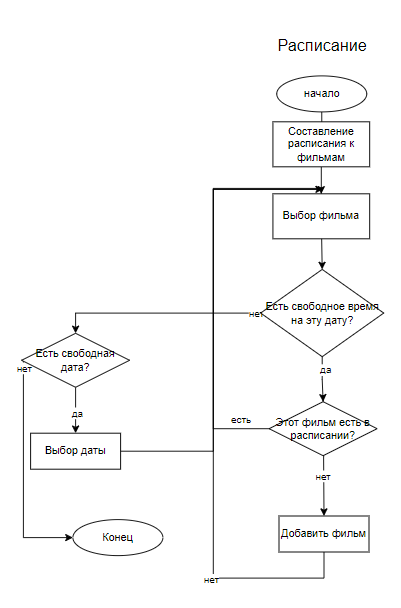 Расписание
начало
Составление
расписания к
фильмам
Выбор фильма
Есть свободное время
на эту дату?
нет
Есть свободная
дата?
нет
да
да
Этот фильм есть в
расписании?
есть
Выбор даты
нет
Добавить фильм
Конец
нет